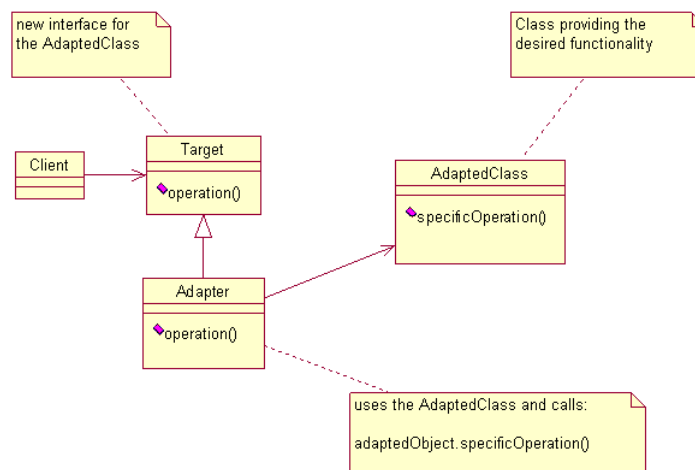 new interface for
the AdaptedClass
Class providing the
desired functionality
Client
Target
operation()
AdaptedClass
specificOperation()
Adapter
operation()
uses the AdaptedClass and calls:
adaptedObject.specificOperation()